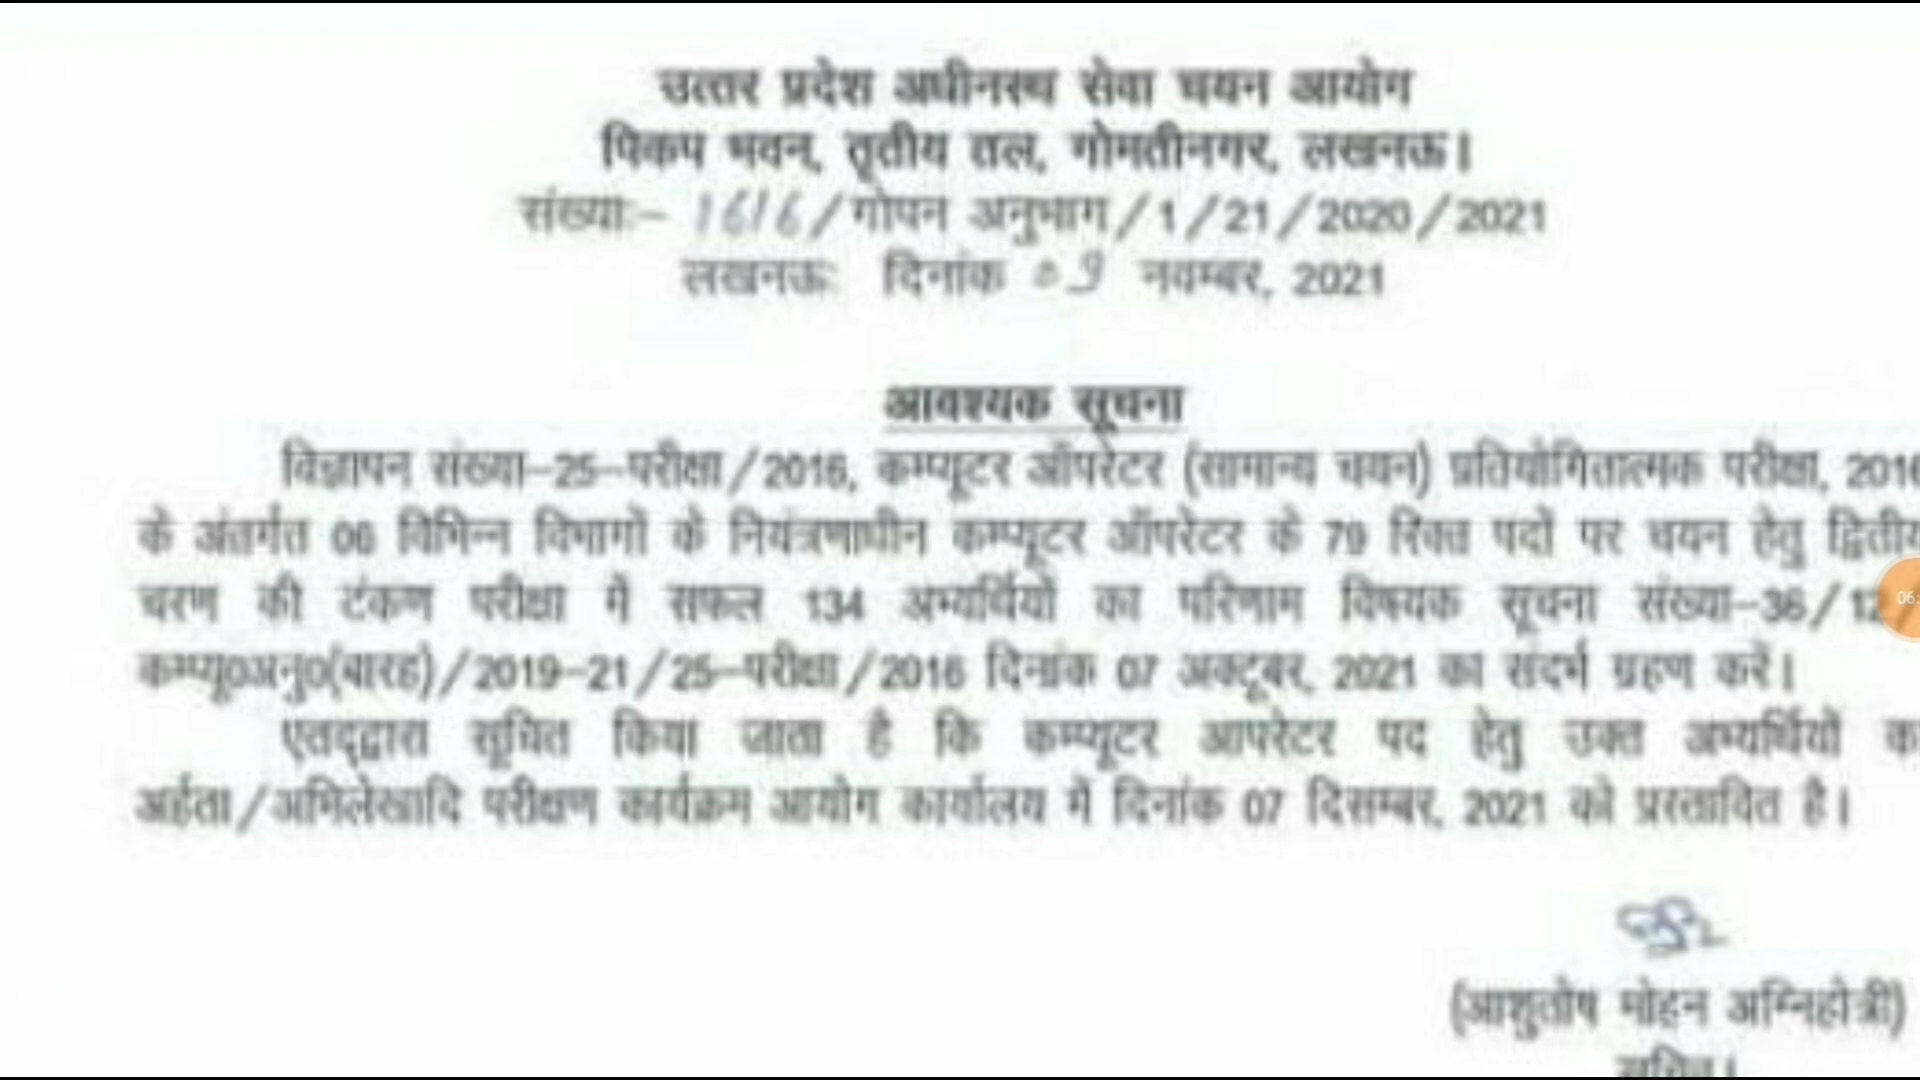 उत्तर प्रदेश अधीनस्थ सेवा चयन आयोग
पिकप भवन, तृतीय तल, गोमतीनगर, लखनऊ।
संख्याः– 1616/गोपन अनुभाग/1/21/2020/2021
लखनऊः दिनांक 09 नवम्बर, 2021
आवश्यक सूचना
विज्ञापन संख्या–25–परीक्षा/2016, कम्प्यूटर ऑपरेटर (सामान्य चयन) प्रतियोगितात्मक परीक्षा, 2016
के अंतर्गत 06 विभिन्न विभागों के नियंत्रणाधीन कम्प्यूटर ऑपरेटर के 79 रिक्त पदों पर चयन हेतु द्वितीय
चरण की टंकण परीक्षा में सफल 134 अभ्यर्थियों का परिणाम विषयक सूचना संख्या–36/12
कम्प्यू0अनु0(बारह)/2019–21/25–परीक्षा/2016 दिनांक 07 अक्टूबर, 2021 का संदर्भ ग्रहण करें।
एतद्द्वारा सूचित किया जाता है कि कम्प्यूटर आपरेटर पद हेतु उक्त अभ्यर्थियों क
अर्हता/अभिलेखादि परीक्षण कार्यक्रम आयोग कार्यालय में दिनांक 07 दिसम्बर, 2021 को प्रस्तावित है।
(आशुतोष मोहन अग्निहोत्री)
सचिव।